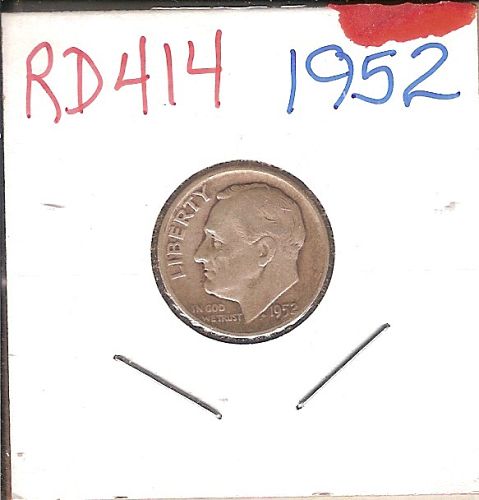 RD414 1952
LIBERTY
IN GOD
WE TRUST
1952